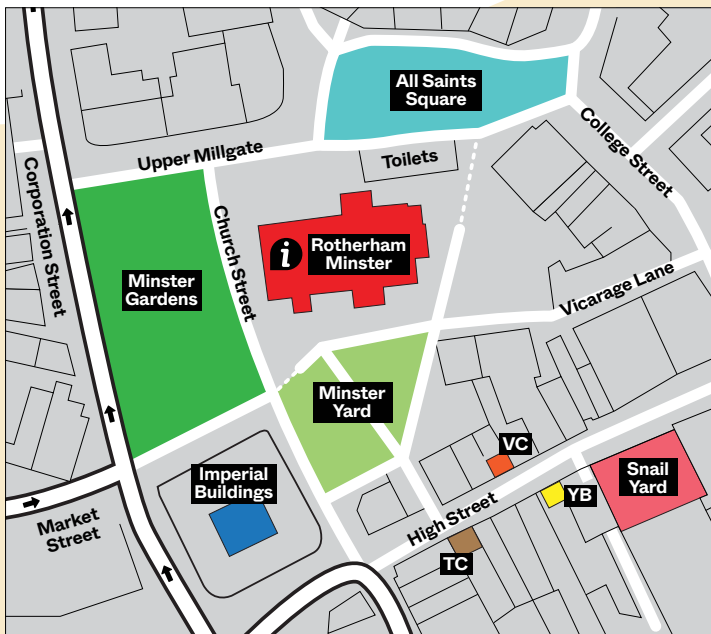 All Saints
Square
Upper Millgate
Toilets
College Street
Corporation Street
Church Street
i
Rotherham
Minster
Minster
Gardens
Vicarage Lane
Minster
Yard
VC
Imperial
Buildings
Snail
Yard
YB
High Street
Market
Street
TC